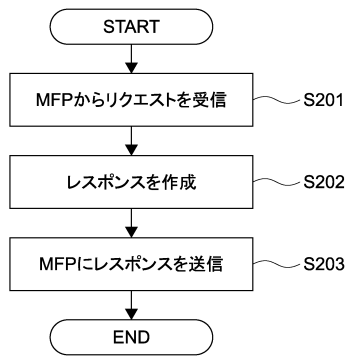 START
MFPからリクエストを受信
S201
レスポンスを作成
S202
MFPにレスポンスを送信
S203
END